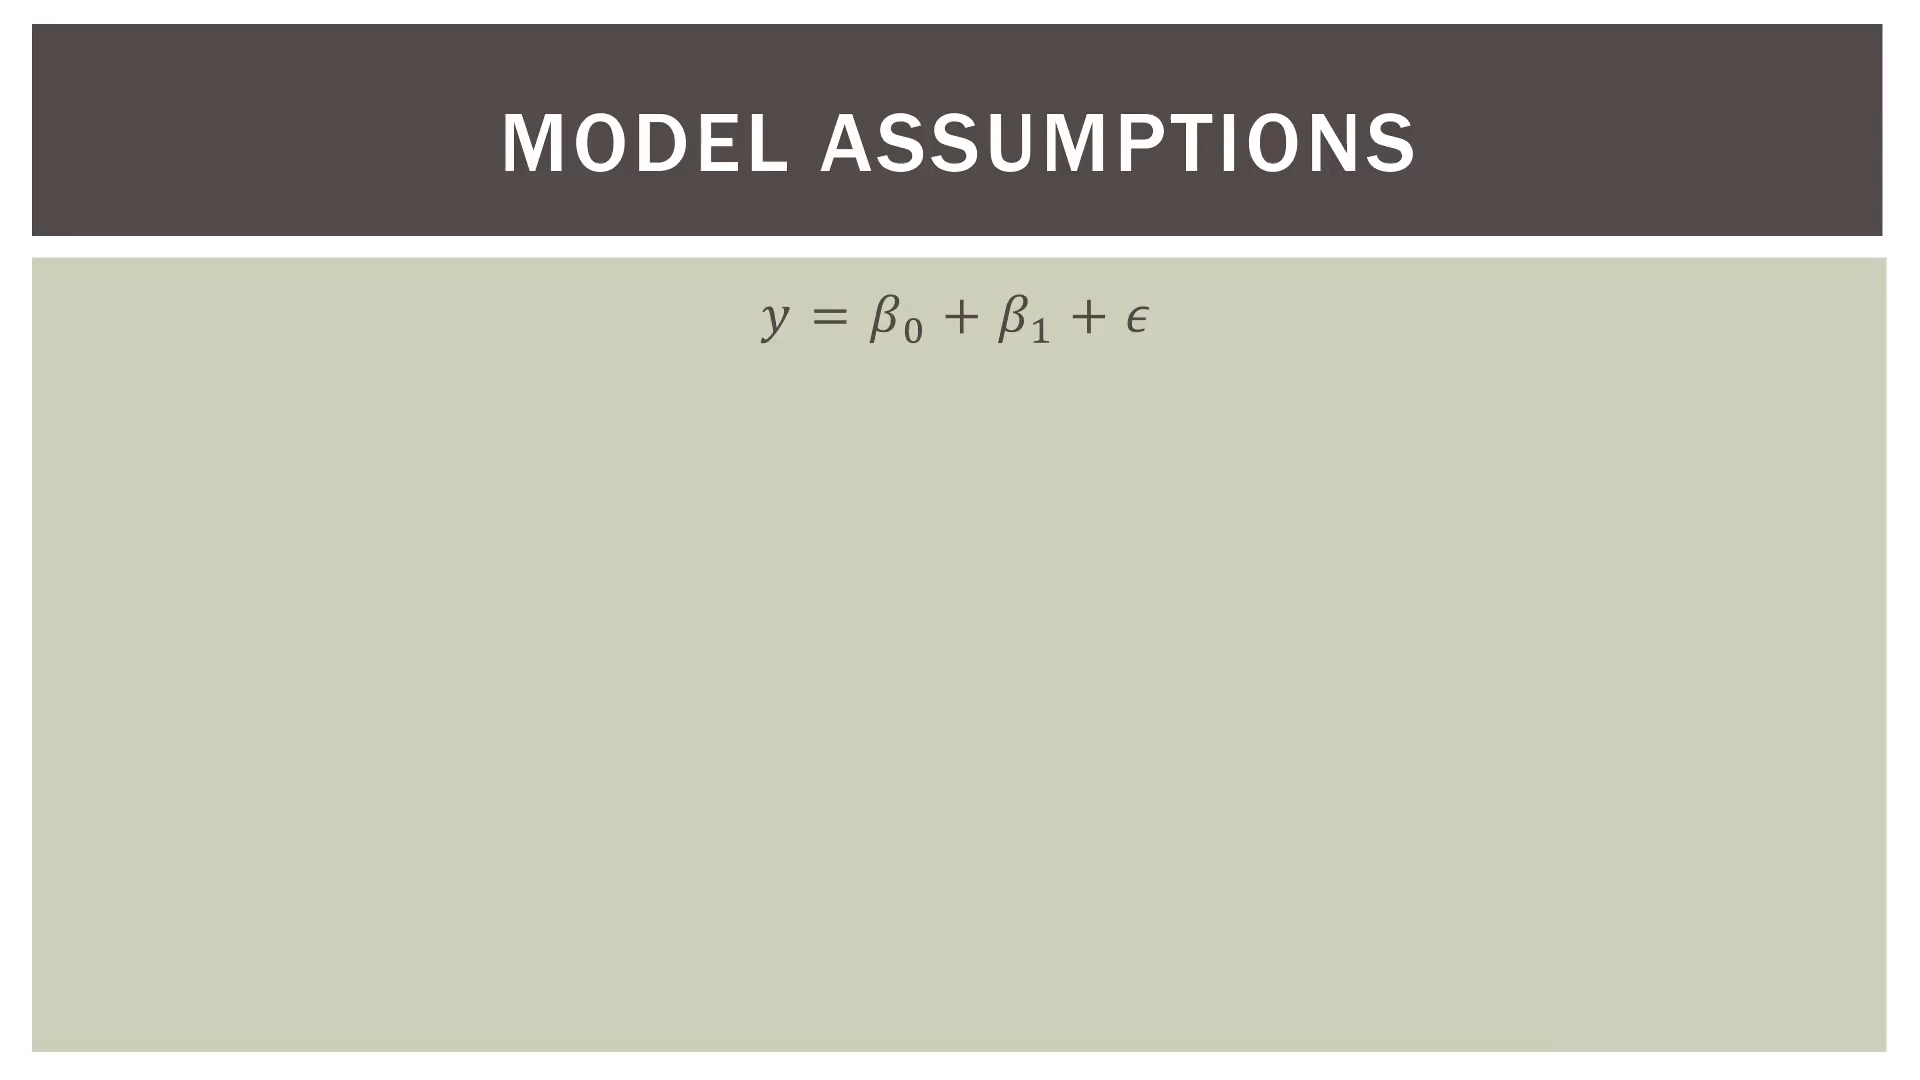 MODEL ASSUMPTIONS
𝑦 = 𝛽₀ + 𝛽₁ + 𝜖